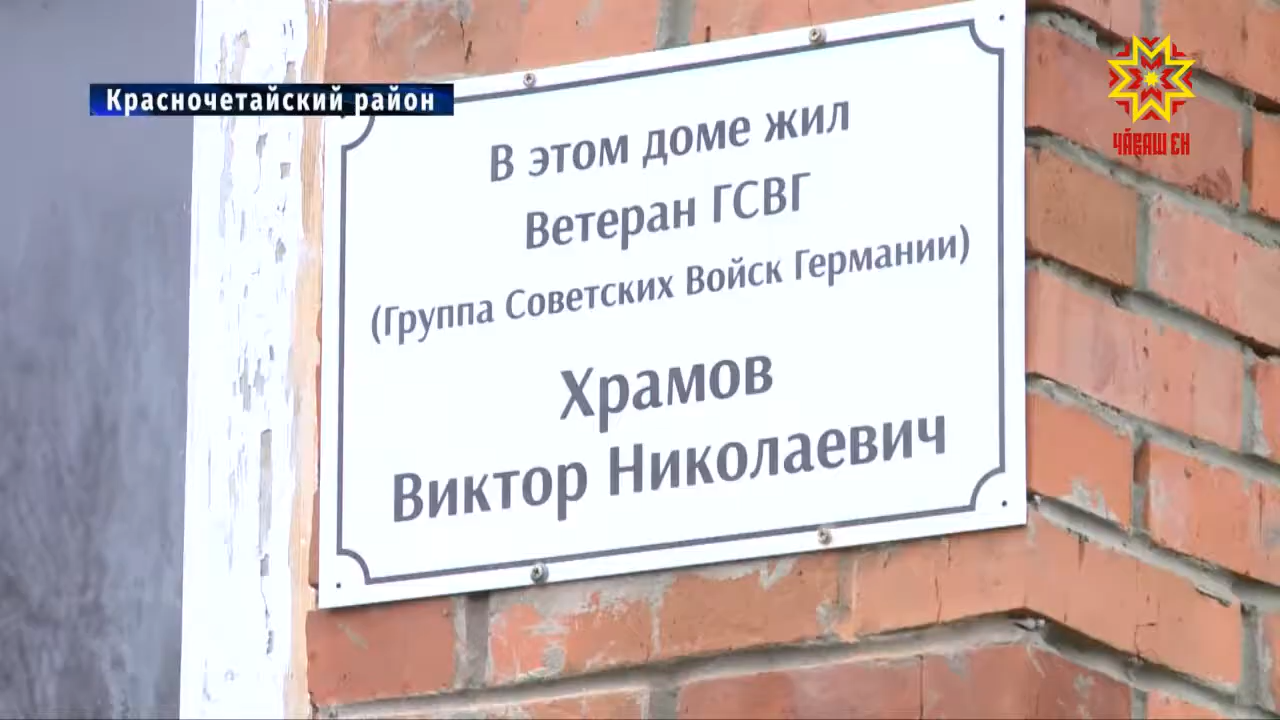 Красночетайский район
ЧĂВАШ ЕН
В этом доме жил
Ветеран ГСВГ
(Группа Советских Войск Германии)
Храмов
Виктор Николаевич